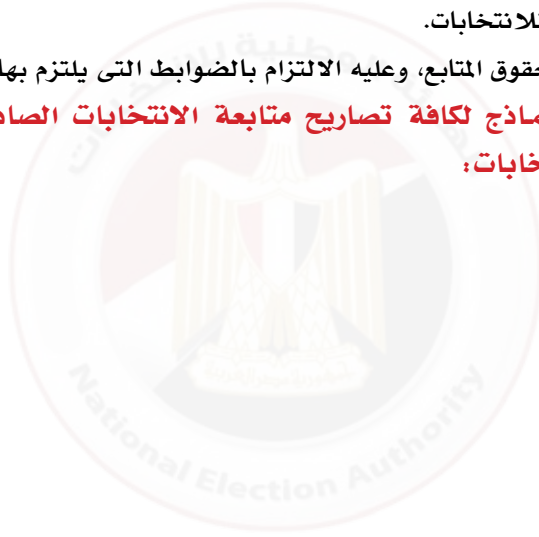 للانتخابات.
حقوق المتابع، وعليه الالتزام بالضوابط التى يلتزم بها
ماذج لكافة تصاريح متابعة الانتخابات الصاد
خابات:
الوطنية
National Election Authority